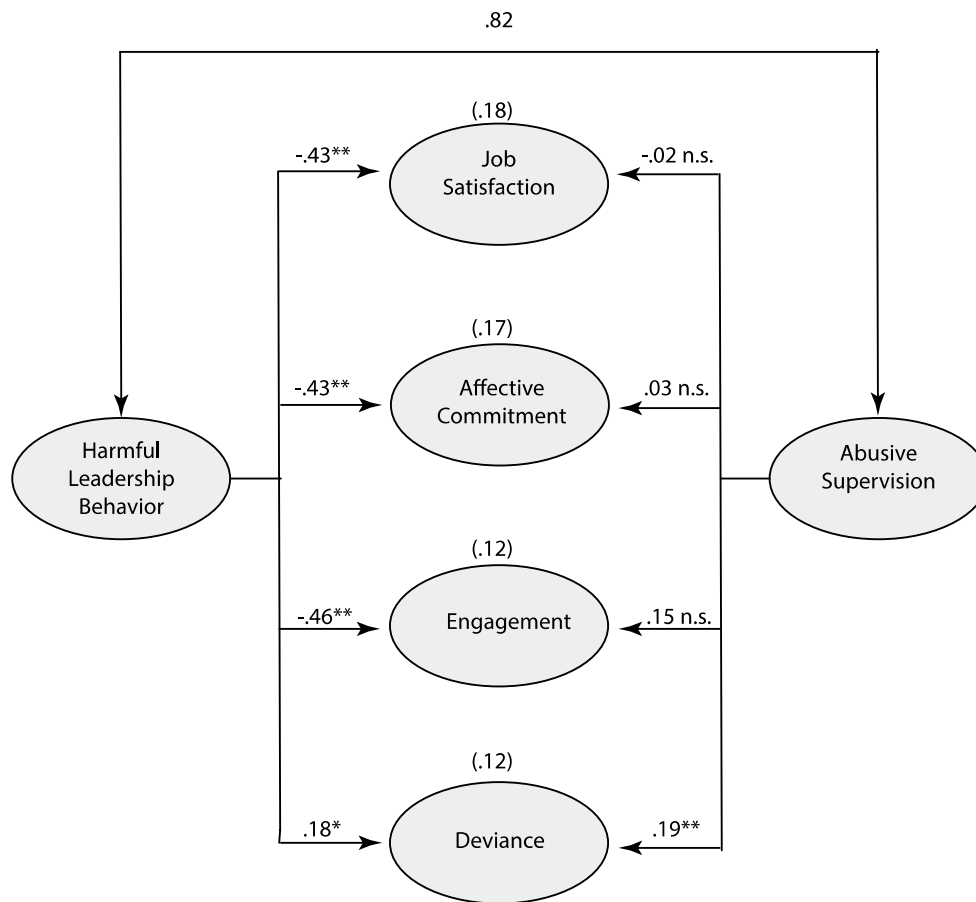 .82
(.18)
-.43**
Job
Satisfaction
-.02 n.s.
(.17)
-.43**
Affective
Commitment
.03 n.s.
Harmful
Leadership
Behavior
Abusive
Supervision
(.12)
-.46**
Engagement
.15 n.s.
(.12)
.18*
Deviance
.19**